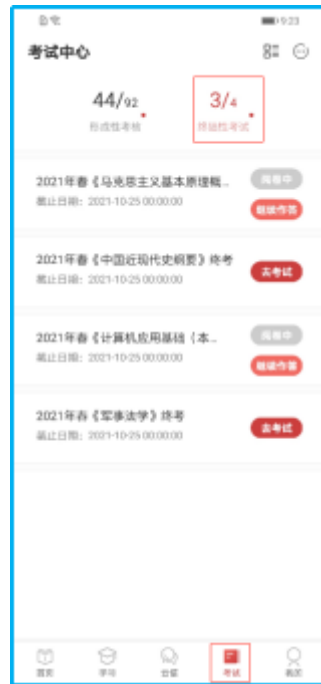 9:23
考试中心
44/92
3/4
形成性考核
终结性考试
2021年春《马克思主义基本原理概...
阅卷中
截止日期: 2021-10-25 00:00:00
继续作答
2021年春《中国近现代史纲要》终考
截止日期: 2021-10-25 00:00:00
去考试
2021年春《计算机应用基础（本...
阅卷中
截止日期: 2021-10-25 00:00:00
继续作答
2021年春《军事法学》终考
截止日期: 2021-10-25 00:00:00
去考试
首页
学习
考试
我的